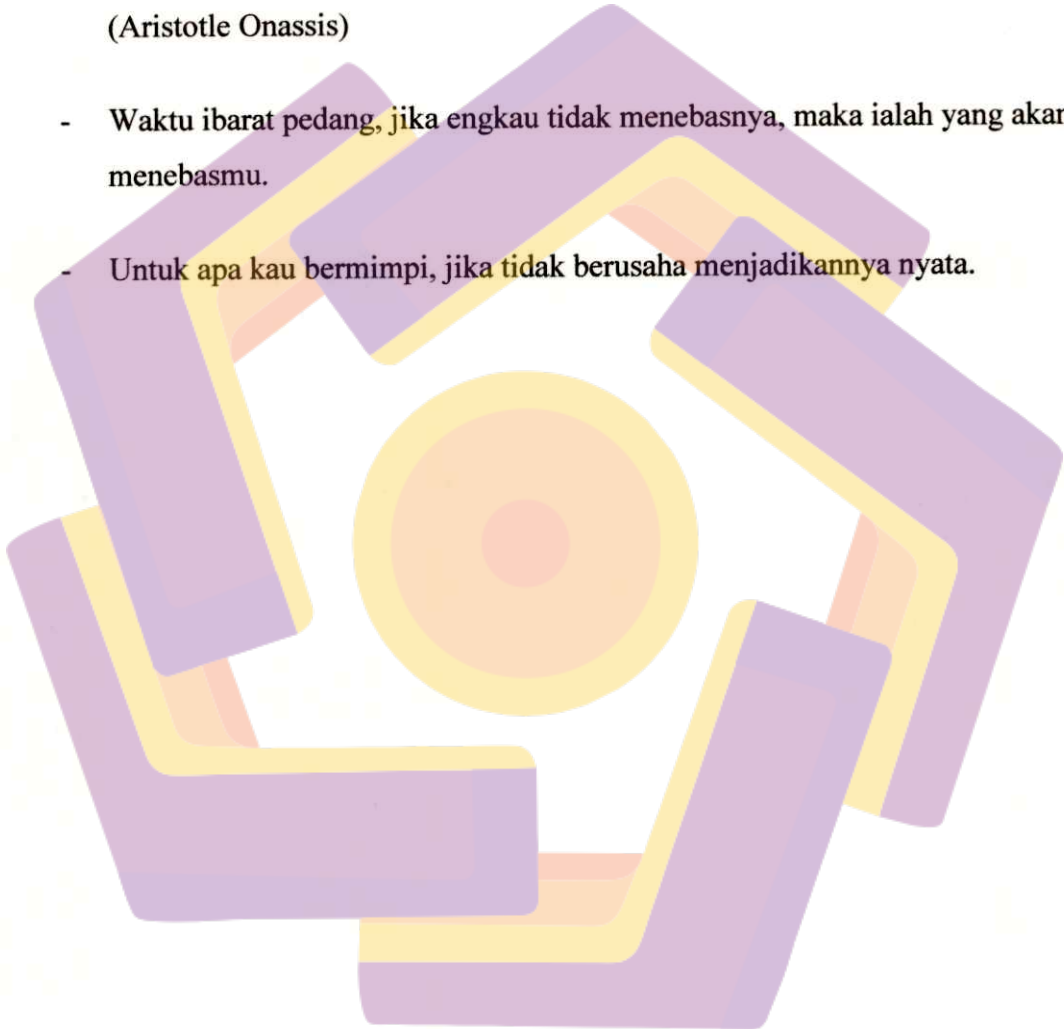 (Aristotle Onassis)
- Waktu ibarat pedang, jika engkau tidak menebasnya, maka ialah yang akan
menebasmu.
- Untuk apa kau bermimpi, jika tidak berusaha menjadikannya nyata.